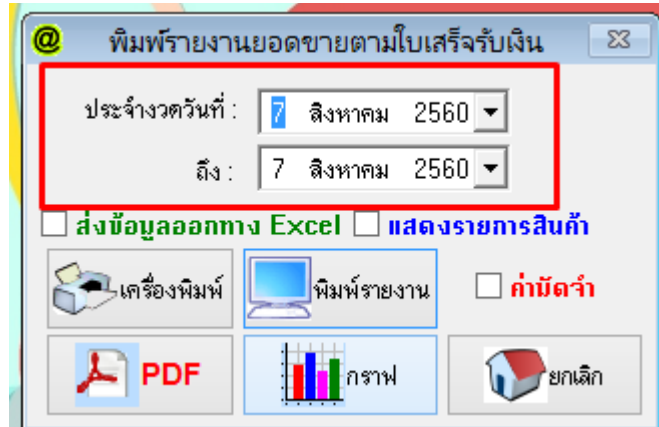 @ พิมพ์รายงานยอดขายตามใบเสร็จรับเงิน
ประจำงวดวันที่ : 7 สิงหาคม 2560
ถึง : 7 สิงหาคม 2560
ส่งข้อมูลออกทาง Excel แสดงรายการสินค้า
เครื่องพิมพ์ พิมพ์รายงาน ค่ามัดจำ
PDF กราฟ ยกเลิก